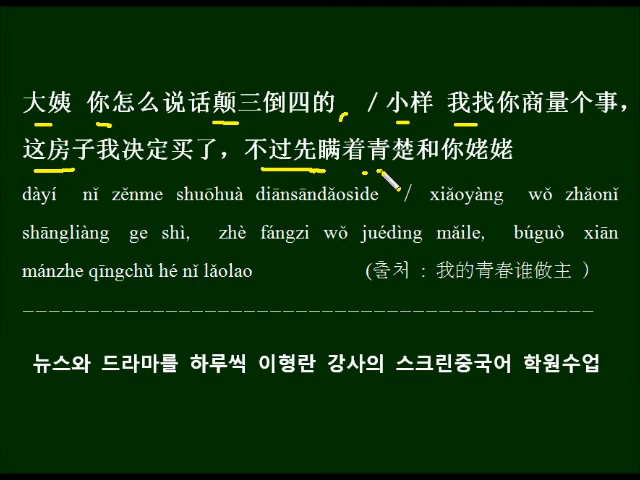 大姨 你怎么说话颠三倒四的， / 小样 我找你商量个事，
这房子我决定买了，不过先瞒着青楚和你姥姥
dàyí nǐ zěnme shuōhuà diānsāndǎosìde / xiǎoyàng wǒ zhǎonǐ
shāngliàng ge shì, zhè fángzi wǒ juédìng mǎile, búguò xiān
mánzhe qīngchǔ hé nǐ lǎolao (출처 : 我的青春谁做主 )
뉴스와 드라마를 하루씩 이형란 강사의 스크린중국어 학원수업